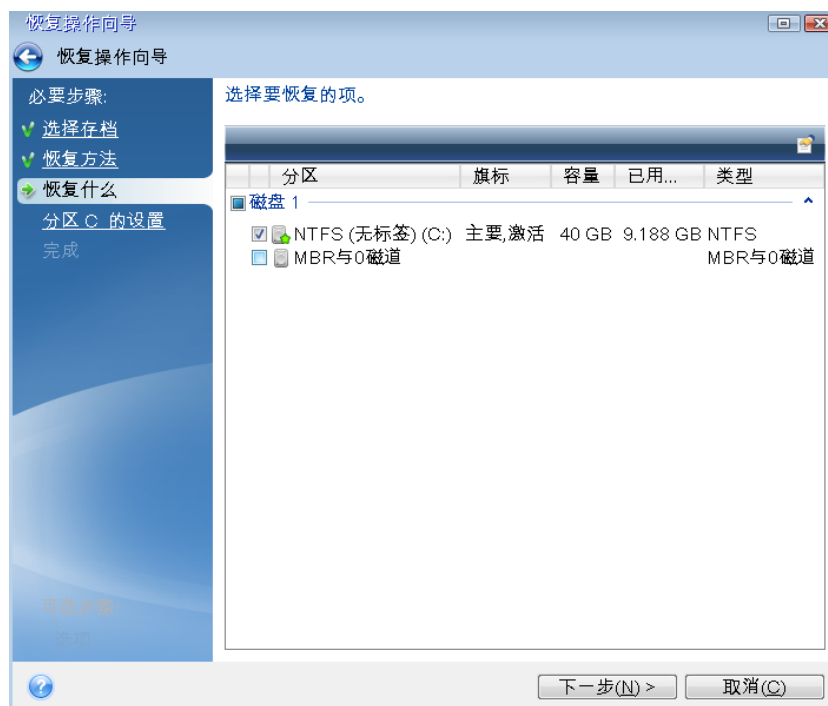 恢复操作向导
恢复操作向导
必要步骤:
选择存档
恢复方法
恢复什么
分区 C 的设置
完成
选择要恢复的项。
分区 旗标 容量 已用... 类型
磁盘 1
NTFS (无标签) (C:) 主要,激活 40 GB 9.188 GB NTFS
MBR与0磁道 MBR与0磁道
选项
下一步(N) > 取消(C)